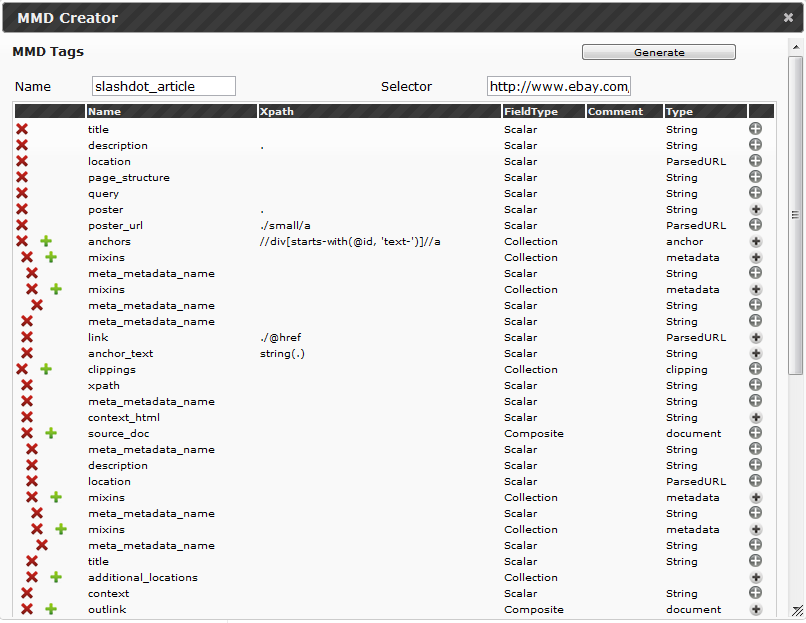 MMD Creator
MMD Tags Generate
Name slashdot_article Selector http://www.ebay.com,
Name Xpath FieldType Comment Type
title Scalar String
description . Scalar String
location Scalar ParsedURL
page_structure Scalar String
query Scalar String
poster . Scalar String
poster_url ./small/a Scalar ParsedURL
anchors //div[starts-with(@id, 'text-')]//a Collection anchor
mixins Collection metadata
meta_metadata_name Scalar String
mixins Collection metadata
meta_metadata_name Scalar String
meta_metadata_name Scalar String
link ./@href Scalar ParsedURL
anchor_text string(.) Scalar String
clippings Collection clipping
xpath Scalar String
meta_metadata_name Scalar String
context_html Scalar String
source_doc Composite document
meta_metadata_name Scalar String
description Scalar String
location Scalar ParsedURL
mixins Collection metadata
meta_metadata_name Scalar String
mixins Collection metadata
meta_metadata_name Scalar String
title Scalar String
additional_locations Collection
context Scalar String
outlink Composite document